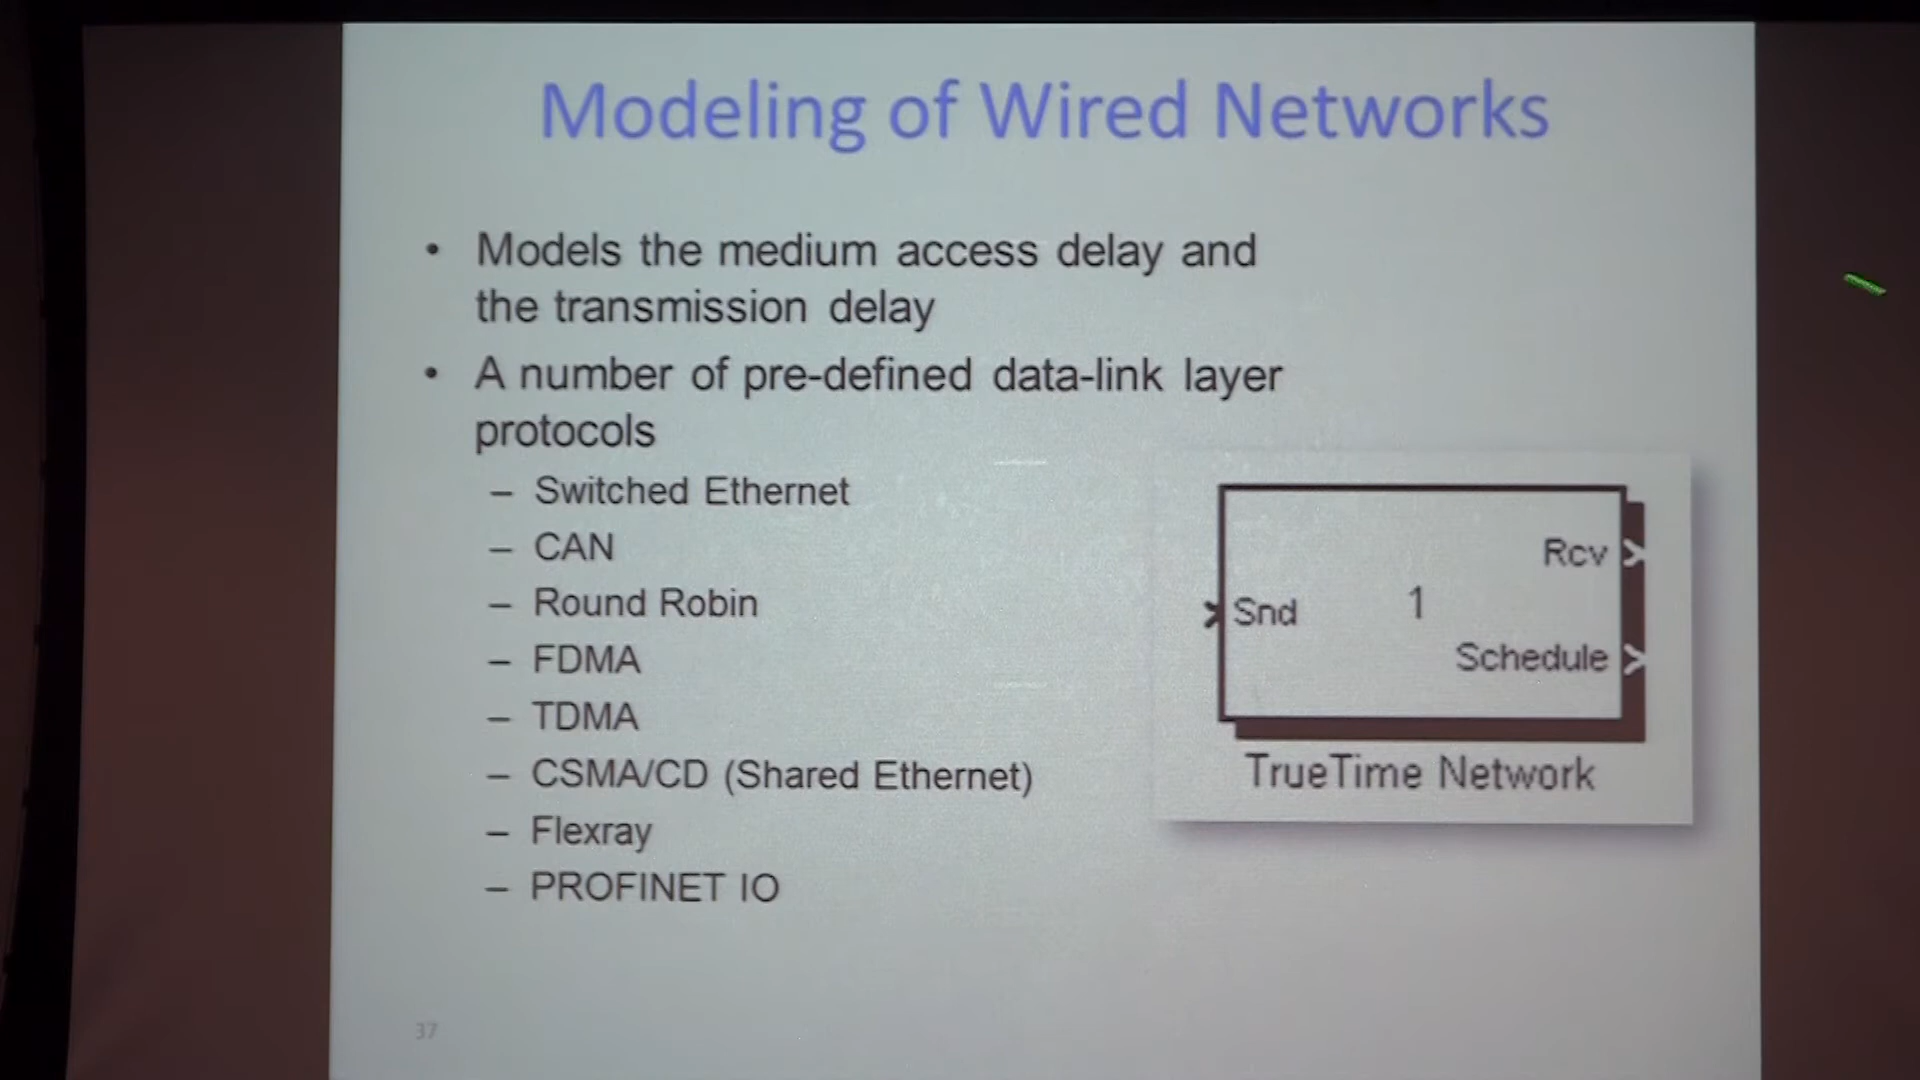 Modeling of Wired Networks
• Models the medium access delay and
the transmission delay
• A number of pre-defined data-link layer
protocols
– Switched Ethernet
– CAN
– Round Robin
– FDMA
– TDMA
– CSMA/CD (Shared Ethernet)
– Flexray
– PROFINET IO
Rcv
Snd
1
Schedule
TrueTime Network
37